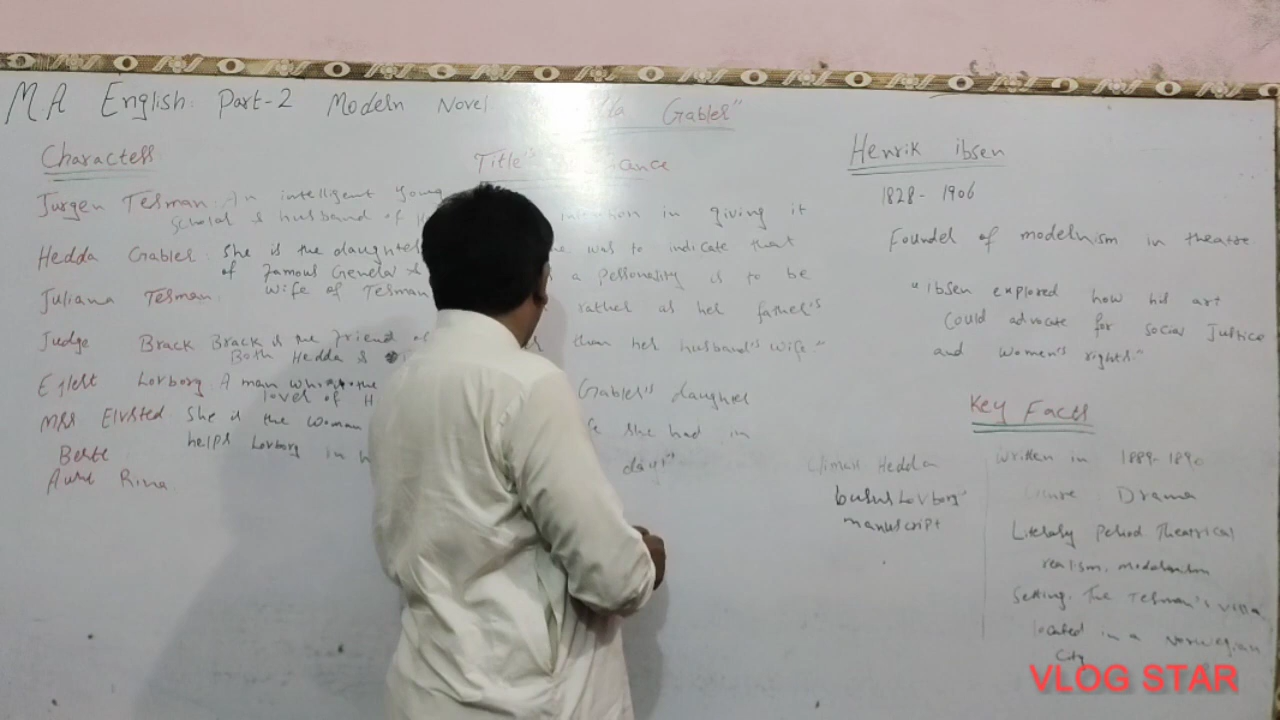 MA English Part-2 Modern Novel da Gabler"
Characters
Jurgen Tesman: An intelligent Young
Scholar & husband of H
Hedda Gabler: She is the daughter
of famous General &
wife of Tesman
Juliana Tesman.
Judge Brack Brack is the friend of
Both Hedda &
Ejlert Lovborg. A man who the
lover of H
Mrs Elvsted. She is the woman
helps Lovborg in h
Berte
Aunt Rina
Title's ance
intention in giving it
was to indicate that
a personality is to be
rather as her father's
than her husband's wife."
Gabler's daughter
she had in
days"
Henrik ibsen
1828 - 1906
Founder of modernism in theatre
"Ibsen explored how his art
could advocate for social Justice
and women's rights."
Key Facts
Climax Hedda
burns Lovborg's
manuscript
written in 1889-1890
Genre: Drama
Literary Period Theatrical
realism, modernism
Setting. The Tesman's villa
located in a Norwegian
City
VLOG STAR